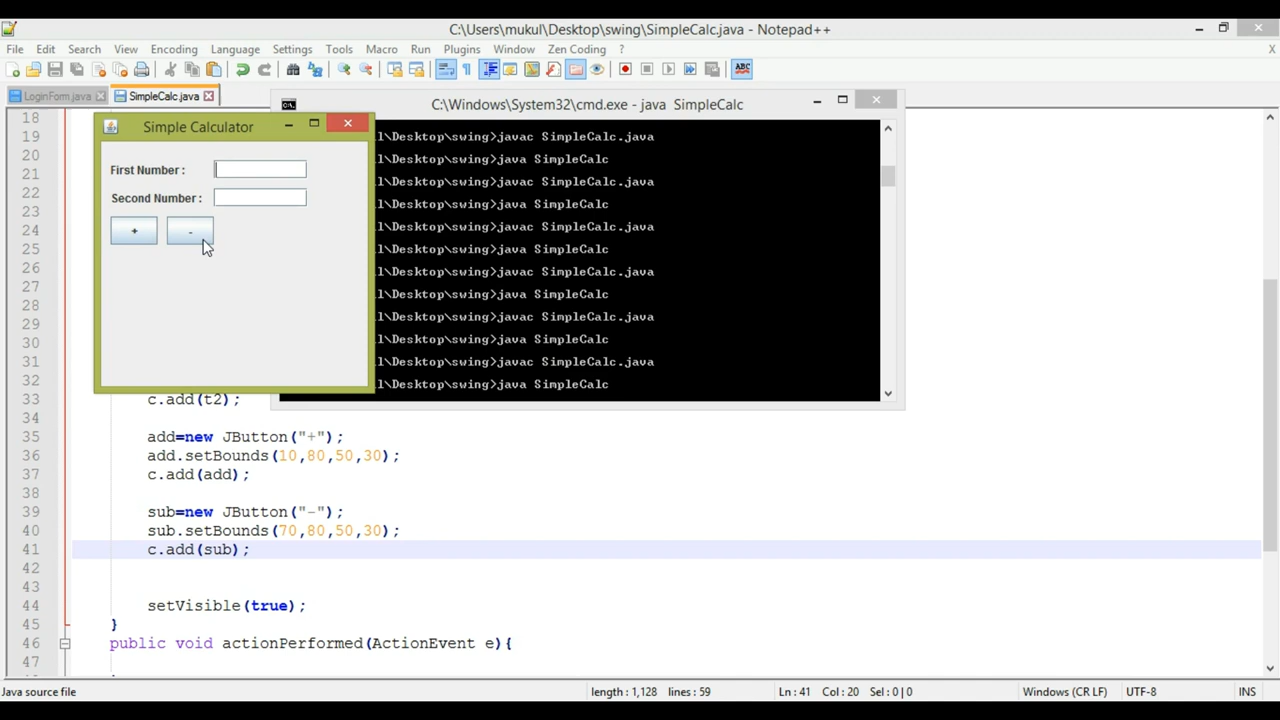 C:\Users\mukul\Desktop\swing\SimpleCalc.java - Notepad++
File Edit Search View Encoding Language Settings Tools Macro Run Plugins Window Zen Coding ? X
ABC
LoginForm.java SimpleCalc.java
C:\Windows\System32\cmd.exe - java SimpleCalc
Simple Calculator
First Number :
Second Number :
+ -
l\Desktop\swing>javac SimpleCalc.java
l\Desktop\swing>java SimpleCalc
l\Desktop\swing>javac SimpleCalc.java
l\Desktop\swing>java SimpleCalc
l\Desktop\swing>javac SimpleCalc.java
l\Desktop\swing>java SimpleCalc
l\Desktop\swing>javac SimpleCalc.java
l\Desktop\swing>java SimpleCalc
l\Desktop\swing>javac SimpleCalc.java
l\Desktop\swing>java SimpleCalc
l\Desktop\swing>javac SimpleCalc.java
l\Desktop\swing>java SimpleCalc
18
19
20
21
22
23
24
25
26
27
28
29
30
31
32
33 c.add(t2);
34
35 add=new JButton("+");
36 add.setBounds(10,80,50,30);
37 c.add(add);
38
39 sub=new JButton("-");
40 sub.setBounds(70,80,50,30);
41 c.add(sub);
42
43
44 setVisible(true);
45 }
46 public void actionPerformed(ActionEvent e){
47
Java source file length : 1,128 lines : 59 Ln : 41 Col : 20 Sel : 0 | 0 Windows (CR LF) UTF-8 INS